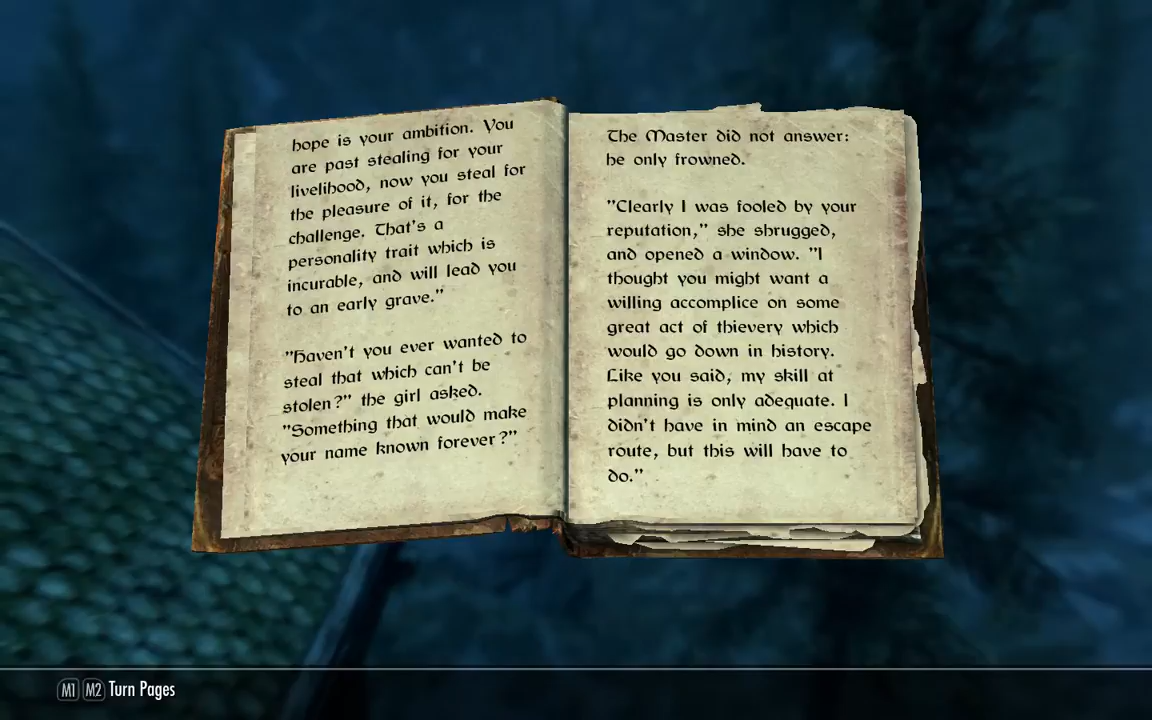 hope is your ambition. You
are past stealing for your
livelihood, now you steal for
the pleasure of it, for the
challenge. That's a
personality trait which is
incurable, and will lead you
to an early grave."
"Haven't you ever wanted to
steal that which can't be
stolen?" the girl asked.
"Something that would make
your name known forever?"
The Master did not answer:
he only frowned.
"Clearly I was fooled by your
reputation," she shrugged,
and opened a window. "I
thought you might want a
willing accomplice on some
great act of thievery which
would go down in history.
Like you said, my skill at
planning is only adequate. I
didn't have in mind an escape
route, but this will have to
do."
M1 M2 Turn Pages